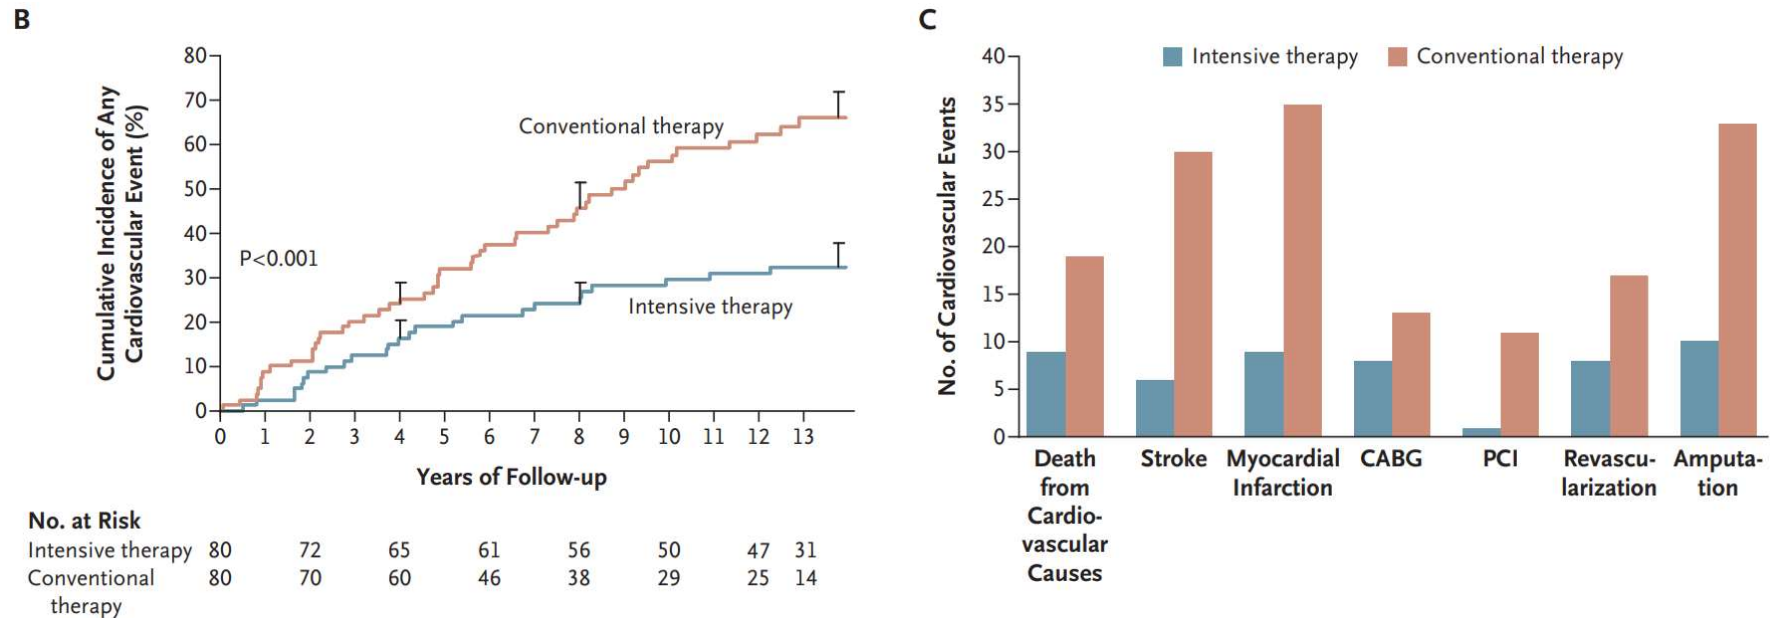 B
Cumulative Incidence of Any
Cardiovascular Event (%)
80
70
60
50
40
30
20
10
0
Conventional therapy
P<0.001
Intensive therapy
0 1 2 3 4 5 6 7 8 9 10 11 12 13
Years of Follow-up
No. at Risk
Intensive therapy 80 72 65 61 56 50 47 31
Conventional 80 70 60 46 38 29 25 14
therapy
C
Intensive therapy Conventional therapy
No. of Cardiovascular Events
40
35
30
25
20
15
10
5
0
Death
from
Cardio-
vascular
Causes
Stroke
Myocardial
Infarction
CABG
PCI
Revascu-
larization
Amputa-
tion